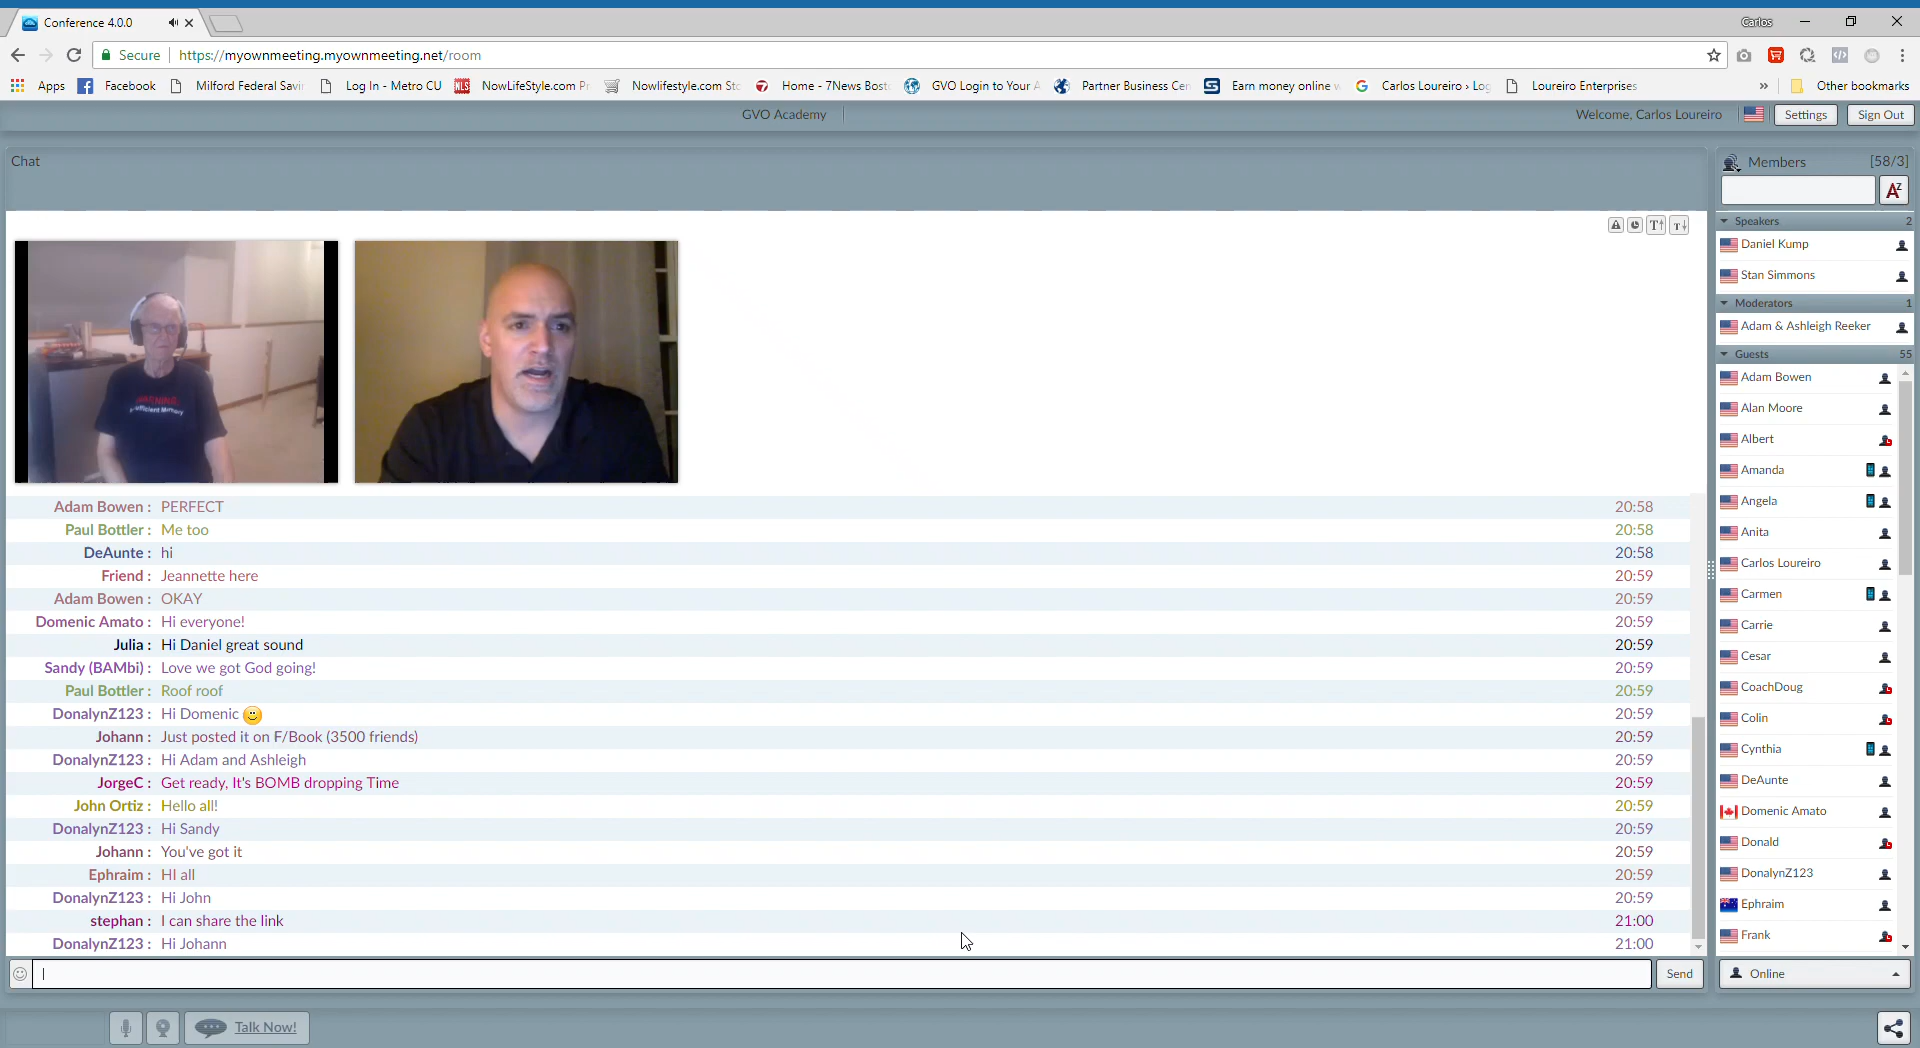 Conference 4.0.0
Carlos
Secure https://myownmeeting.myownmeeting.net/room
Apps Facebook Milford Federal Savi Log In - Metro CU NowLifeStyle.com Pr Nowlifestyle.com Sto Home - 7News Bost GVO Login to Your A Partner Business Cen Earn money online w Carlos Loureiro › Log Loureiro Enterprises » Other bookmarks
GVO Academy Welcome, Carlos Loureiro Settings Sign Out
Chat
WARNING:
Insufficient Memory
Adam Bowen : PERFECT 20:58
Paul Bottler : Me too 20:58
DeAunte : hi 20:58
Friend : Jeannette here 20:59
Adam Bowen : OKAY 20:59
Domenic Amato : Hi everyone! 20:59
Julia : Hi Daniel great sound 20:59
Sandy (BAMbi) : Love we got God going! 20:59
Paul Bottler : Roof roof 20:59
DonalynZ123 : Hi Domenic 20:59
Johann : Just posted it on F/Book (3500 friends) 20:59
DonalynZ123 : Hi Adam and Ashleigh 20:59
JorgeC : Get ready, It's BOMB dropping Time 20:59
John Ortiz : Hello all! 20:59
DonalynZ123 : Hi Sandy 20:59
Johann : You've got it 20:59
Ephraim : HI all 20:59
DonalynZ123 : Hi John 20:59
stephan : I can share the link 21:00
DonalynZ123 : Hi Johann 21:00
Send
Talk Now!
Members [58/3]
Speakers 2
Daniel Kump
Stan Simmons
Moderators 1
Adam & Ashleigh Reeker
Guests 55
Adam Bowen
Alan Moore
Albert
Amanda
Angela
Anita
Carlos Loureiro
Carmen
Carrie
Cesar
CoachDoug
Colin
Cynthia
DeAunte
Domenic Amato
Donald
DonalynZ123
Ephraim
Frank
Online